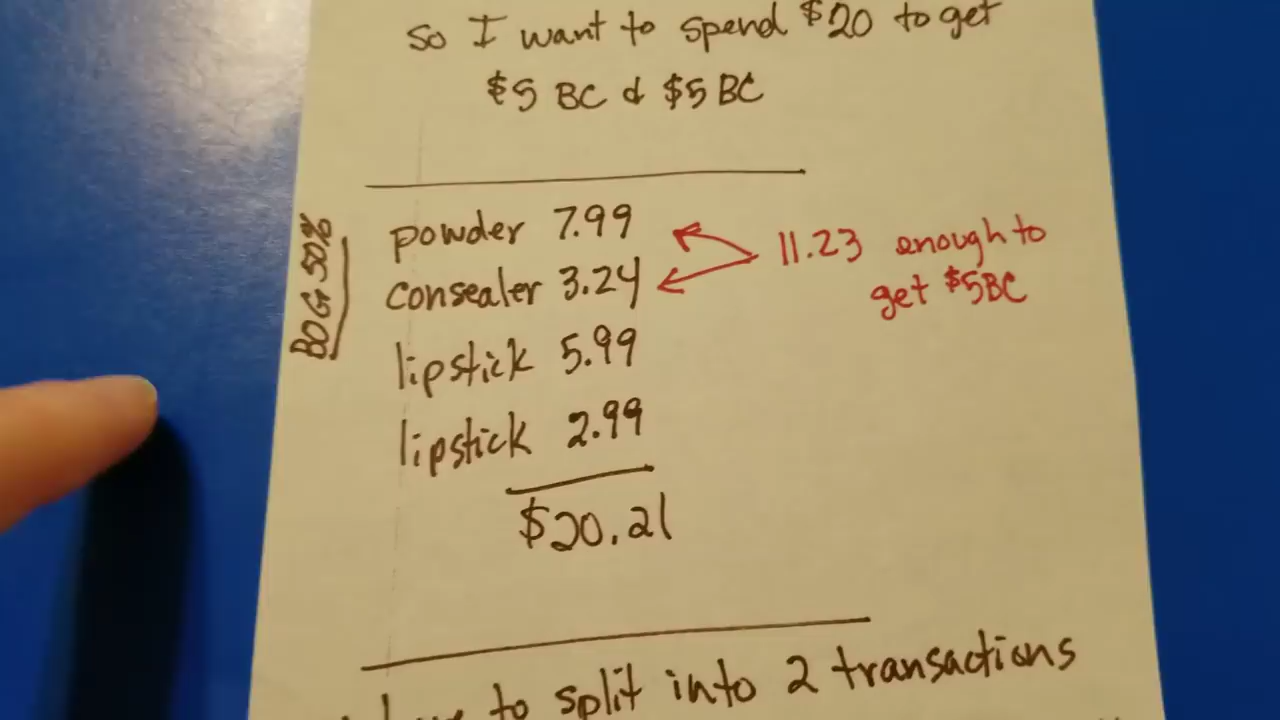 so I want to spend $20 to get
$5 BC & $5 BC
BOG 50%
powder 7.99
consealer 3.24
11.23 enough to
get $5BC
lipstick 5.99
lipstick 2.99
$20.21
to split into 2 transactions